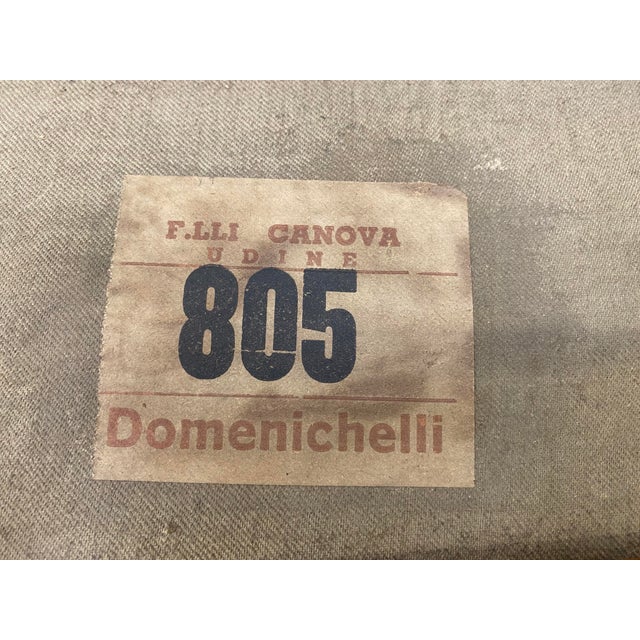 F.LLI CANOVA
UDINE
805
Domenichelli